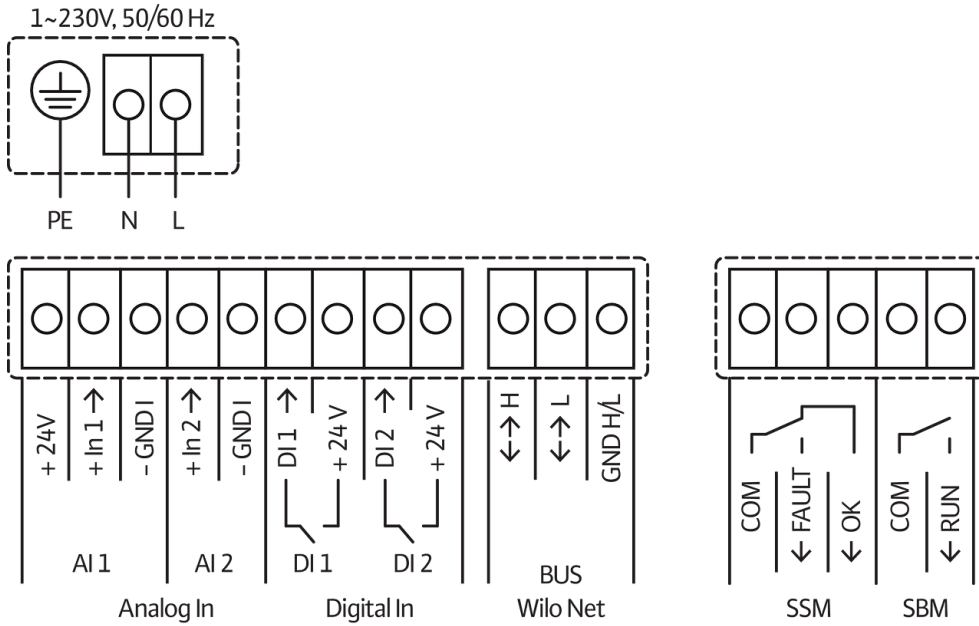 1~230V, 50/60 Hz
PE N L
+ 24V
+ In 1 →
- GND I
+ In 2 →
- GND I
DI 1 →
+ 24 V
DI 2 →
+ 24 V
<--> H
<--> L
GND H/L
COM
← FAULT
← OK
COM
← RUN
AI 1 AI 2 DI 1 DI 2
BUS
Analog In Digital In Wilo Net SSM SBM